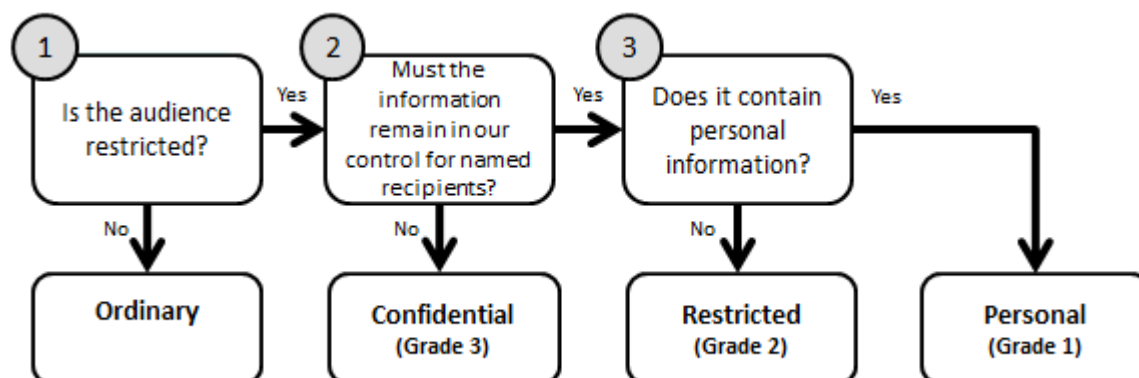 1
Is the audience
restricted?
Yes
2
Must the
information
remain in our
control for named
recipients?
Yes
3
Does it contain
personal
information?
Yes
No
No
No
Ordinary
Confidential
(Grade 3)
Restricted
(Grade 2)
Personal
(Grade 1)